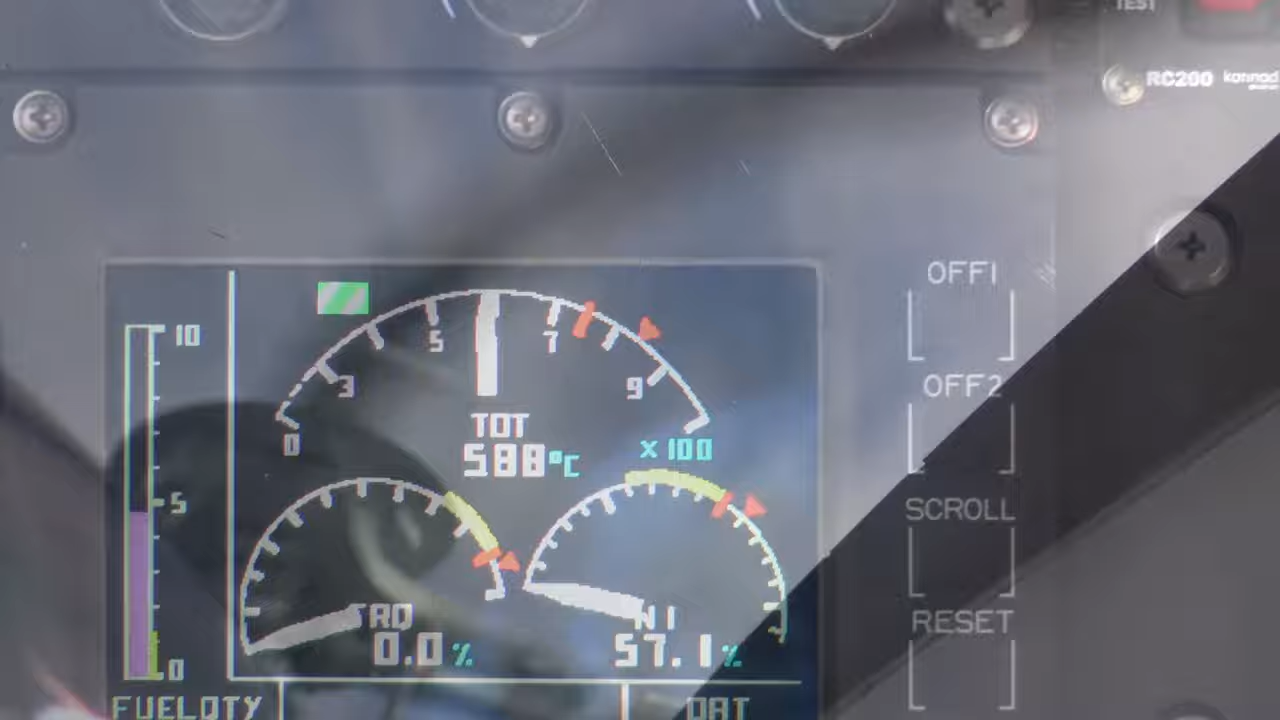 TEST
RC200 kannad
OFF1
10
5
7
OFF2
3
9
0
TOT
X 100
588°C
5
SCROLL
TRQ
N1
RESET
0.0%
57.1%
0
FUELQTY
OAT